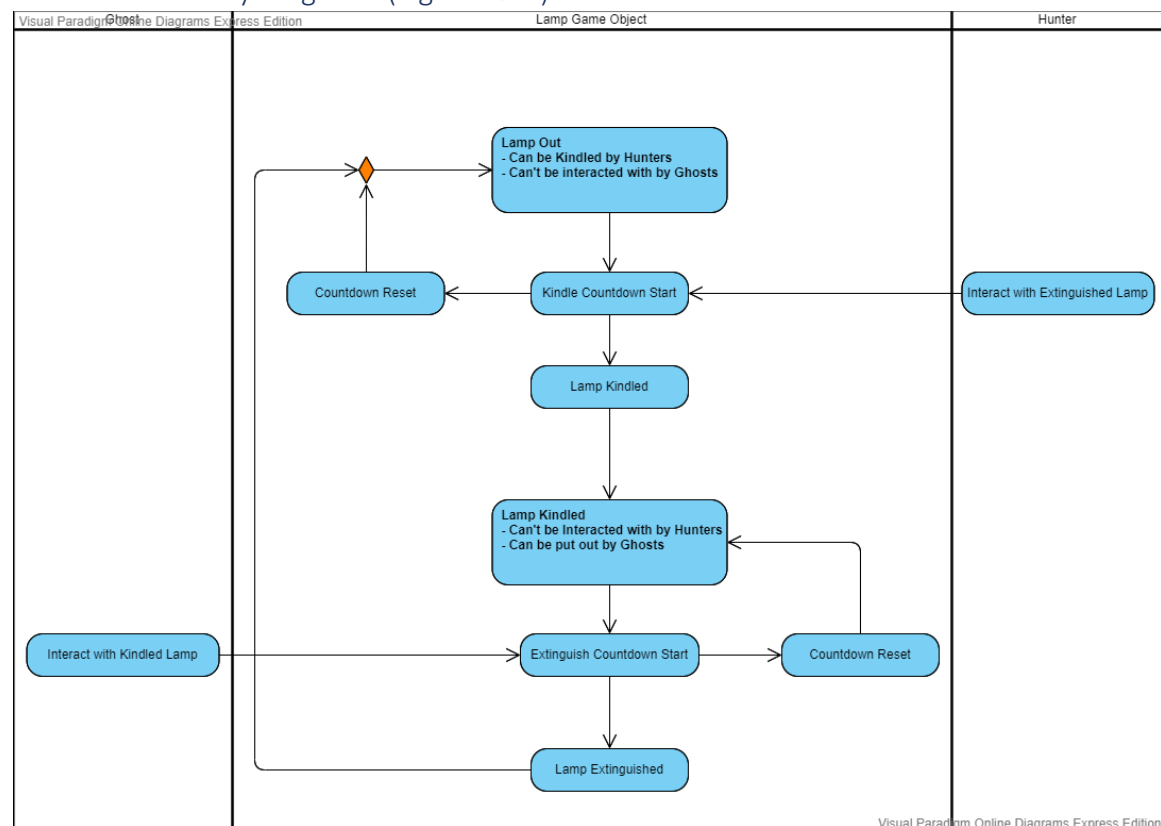 Visual Paradigm Online Diagrams Express Edition
Ghost
Lamp Game Object
Hunter
Lamp Out
- Can be Kindled by Hunters
- Can't be interacted with by Ghosts
Countdown Reset
Kindle Countdown Start
Interact with Extinguished Lamp
Lamp Kindled
Lamp Kindled
- Can't be Interacted with by Hunters
- Can be put out by Ghosts
Interact with Kindled Lamp
Extinguish Countdown Start
Countdown Reset
Lamp Extinguished
Visual Paradigm Online Diagrams Express Edition